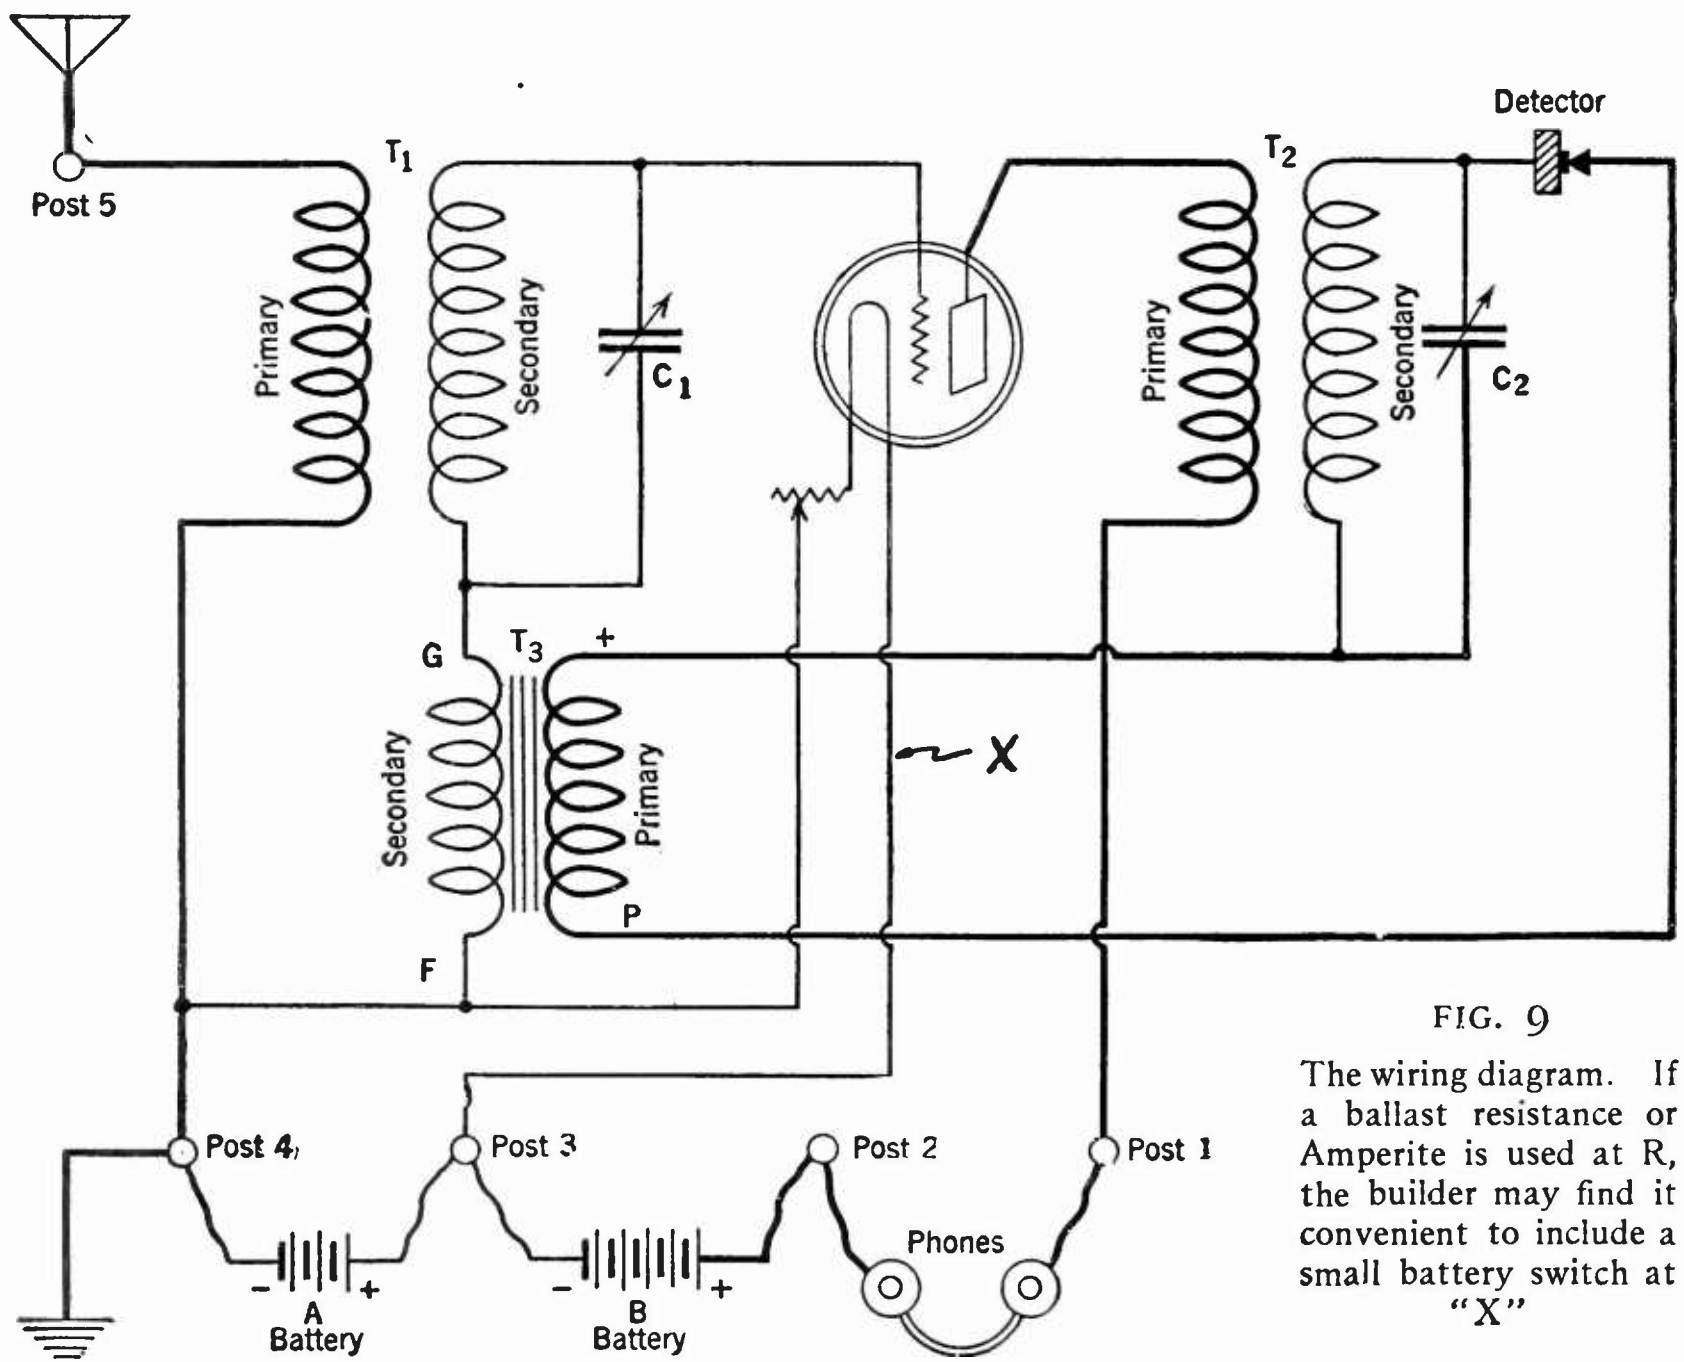 Detector
T1
T2
Post 5
Primary
Secondary
C1
Primary
Secondary
C2
G
T3
+
Secondary
Primary
X
P
F
FIG. 9
The wiring diagram. If
a ballast resistance or
Amperite is used at R,
the builder may find it
convenient to include a
small battery switch at
“X”
Post 4
Post 3
Post 2
Post 1
Phones
- +
A
Battery
- +
B
Battery